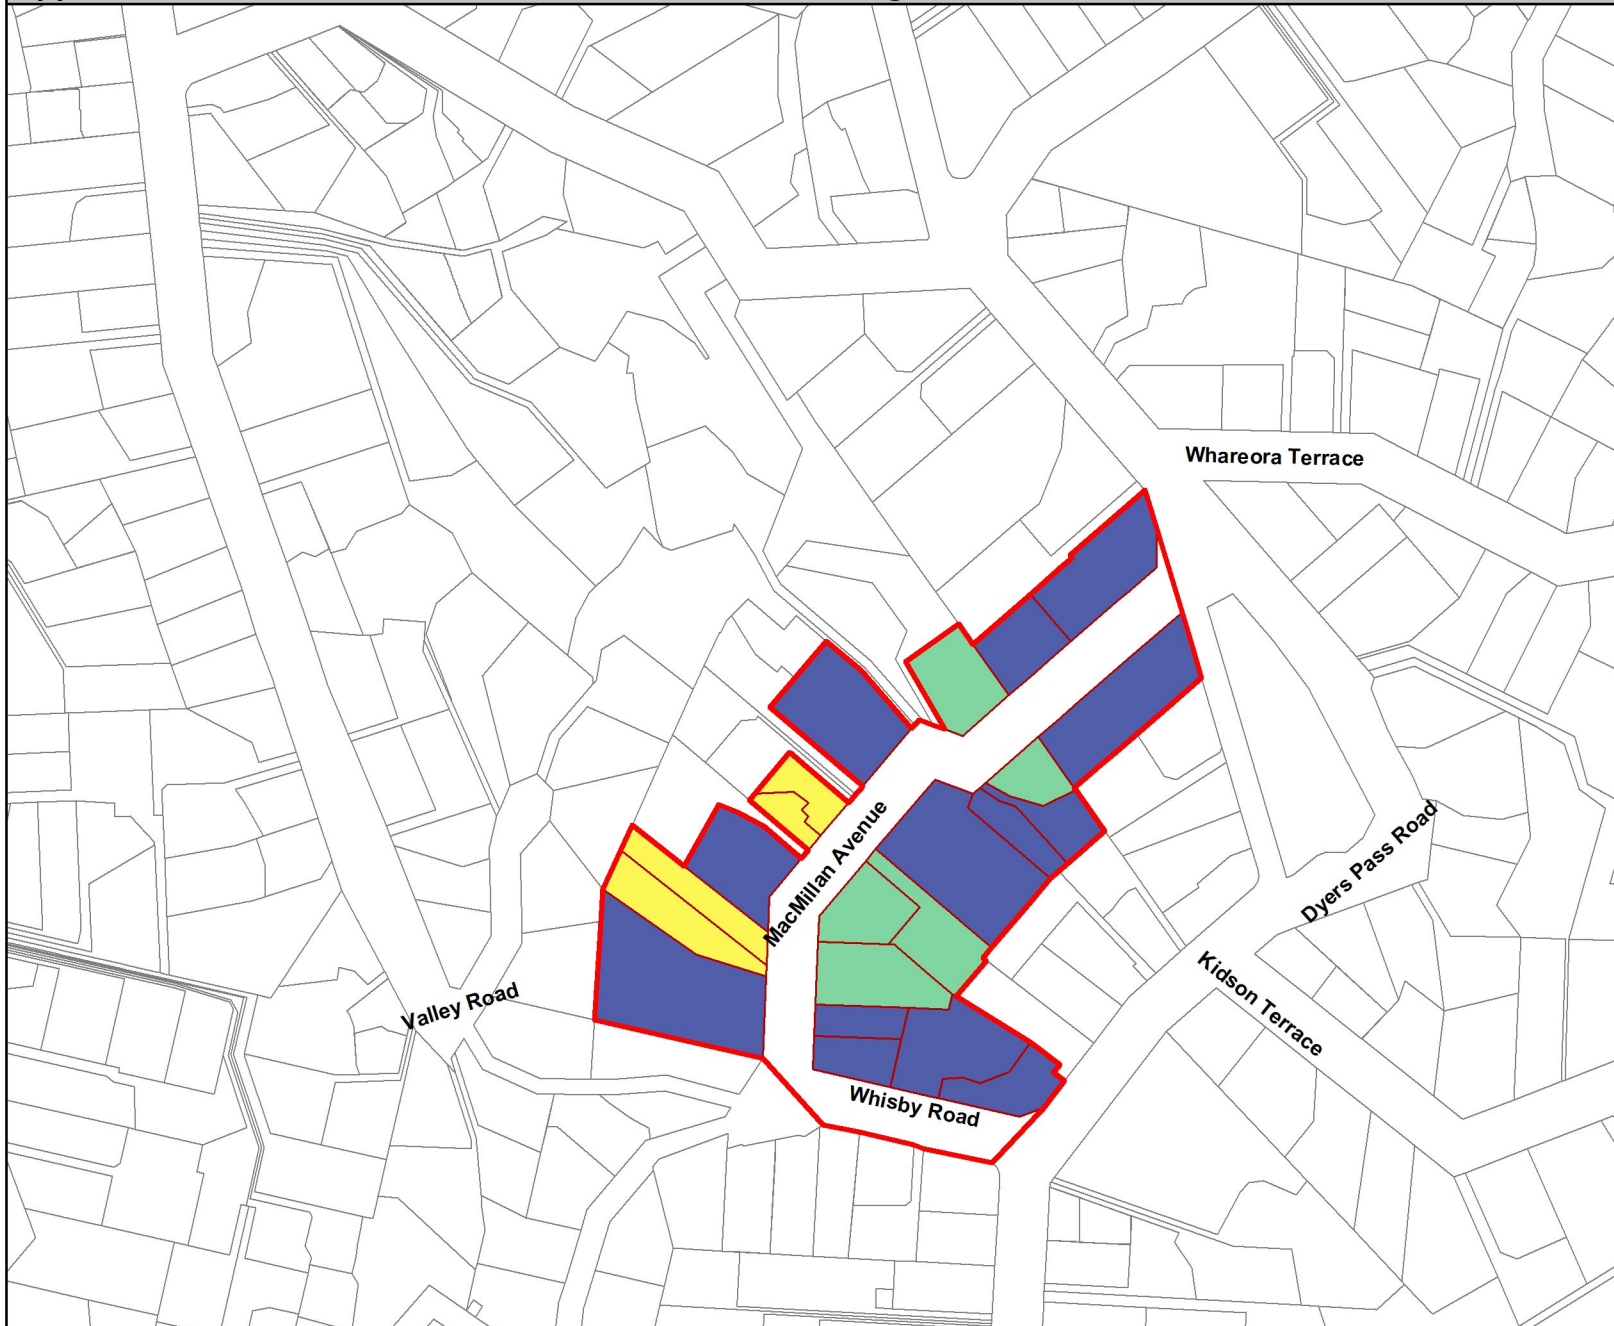 Whareora Terrace
MacMillan Avenue
Dyers Pass Road
Kidson Terrace
Valley Road
Whisby Road